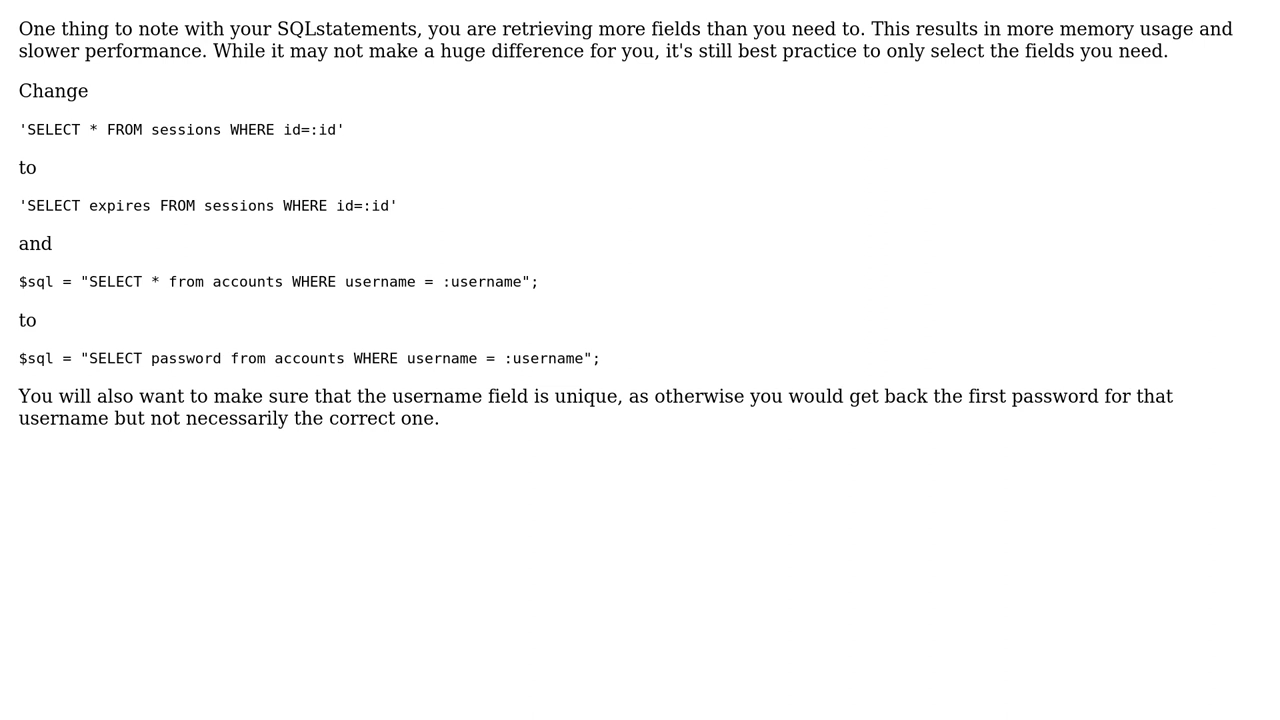 One thing to note with your SQLstatements, you are retrieving more fields than you need to. This results in more memory usage and
slower performance. While it may not make a huge difference for you, it's still best practice to only select the fields you need.
Change
'SELECT * FROM sessions WHERE id=:id'
to
'SELECT expires FROM sessions WHERE id=:id'
and
$sql = "SELECT * from accounts WHERE username = :username";
to
$sql = "SELECT password from accounts WHERE username = :username";
You will also want to make sure that the username field is unique, as otherwise you would get back the first password for that
username but not necessarily the correct one.